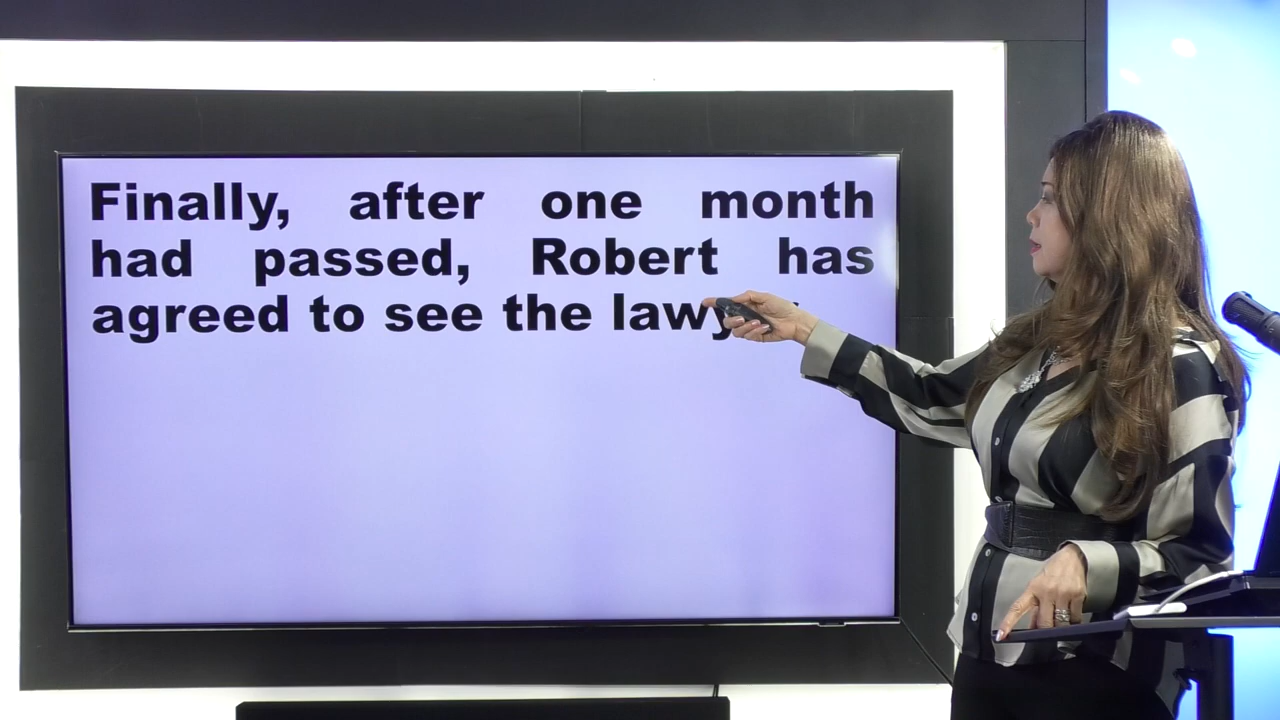 Finally, after one month
had passed, Robert has
agreed to see the